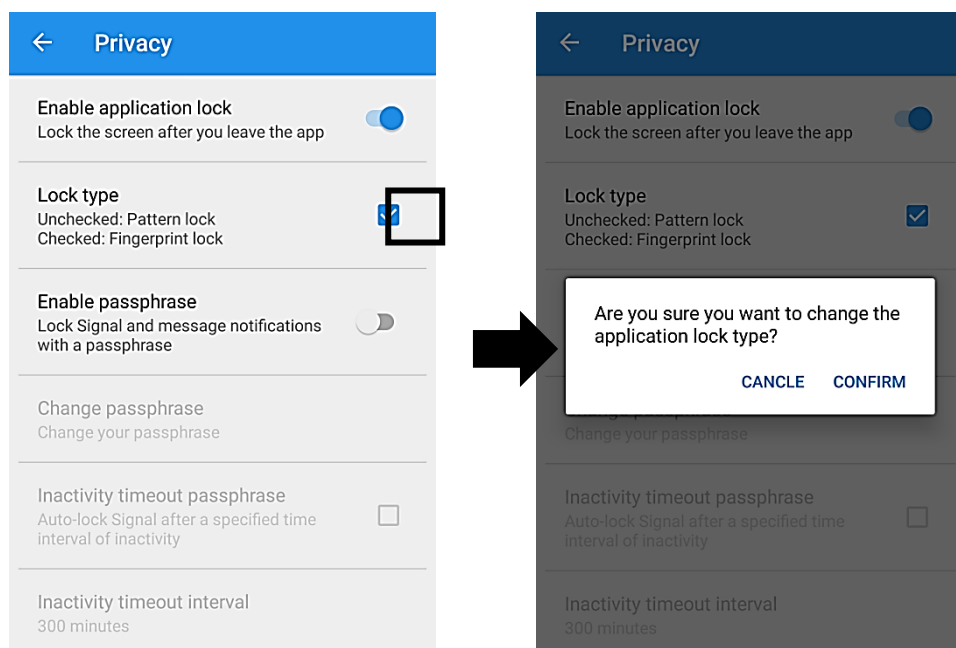 Privacy
Enable application lock
Lock the screen after you leave the app
Lock type
Unchecked: Pattern lock
Checked: Fingerprint lock
Enable passphrase
Lock Signal and message notifications
with a passphrase
Change passphrase
Change your passphrase
Inactivity timeout passphrase
Auto-lock Signal after a specified time
interval of inactivity
Inactivity timeout interval
300 minutes
Privacy
Enable application lock
Lock the screen after you leave the app
Lock type
Unchecked: Pattern lock
Checked: Fingerprint lock
Are you sure you want to change the
application lock type?
CANCLE CONFIRM
Change your passphrase
Inactivity timeout passphrase
Auto-lock Signal after a specified time
interval of inactivity
Inactivity timeout interval
300 minutes